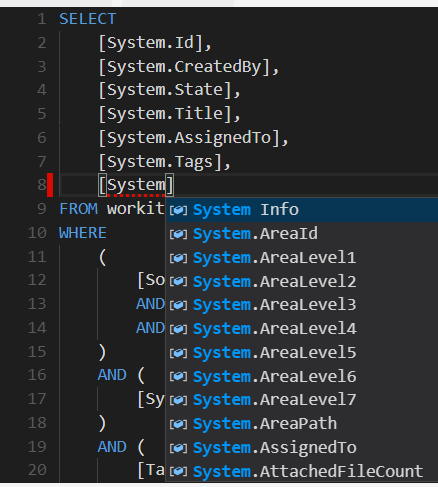 1 SELECT
2 [System.Id],
3 [System.CreatedBy],
4 [System.State],
5 [System.Title],
6 [System.AssignedTo],
7 [System.Tags],
8 [System]
9 FROM workit
10 WHERE
11 (
12 [So
13 AND
14 AND
15 )
16 AND (
17 [Sy
18 )
19 AND (
20 [Ta
System Info
System.AreaId
System.AreaLevel1
System.AreaLevel2
System.AreaLevel3
System.AreaLevel4
System.AreaLevel5
System.AreaLevel6
System.AreaLevel7
System.AreaPath
System.AssignedTo
System.AttachedFileCount